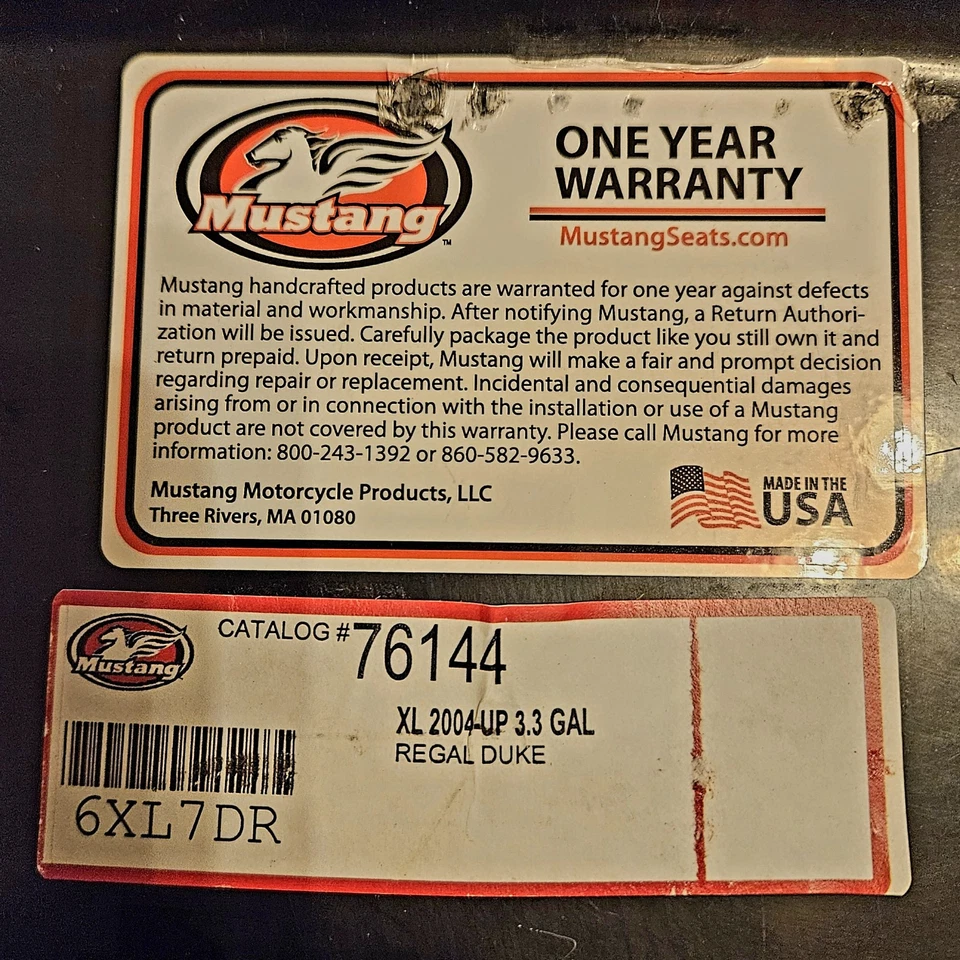 Mustang™
ONE YEAR
WARRANTY
MustangSeats.com
Mustang handcrafted products are warranted for one year against defects
in material and workmanship. After notifying Mustang, a Return Authori-
zation will be issued. Carefully package the product like you still own it and
return prepaid. Upon receipt, Mustang will make a fair and prompt decision
regarding repair or replacement. Incidental and consequential damages
arising from or in connection with the installation or use of a Mustang
product are not covered by this warranty. Please call Mustang for more
information: 800-243-1392 or 860-582-9633.
Mustang Motorcycle Products, LLC
Three Rivers, MA 01080
MADE IN THE
USA
Mustang
CATALOG # 76144
XL 2004-UP 3.3 GAL
REGAL DUKE
6XL7DR